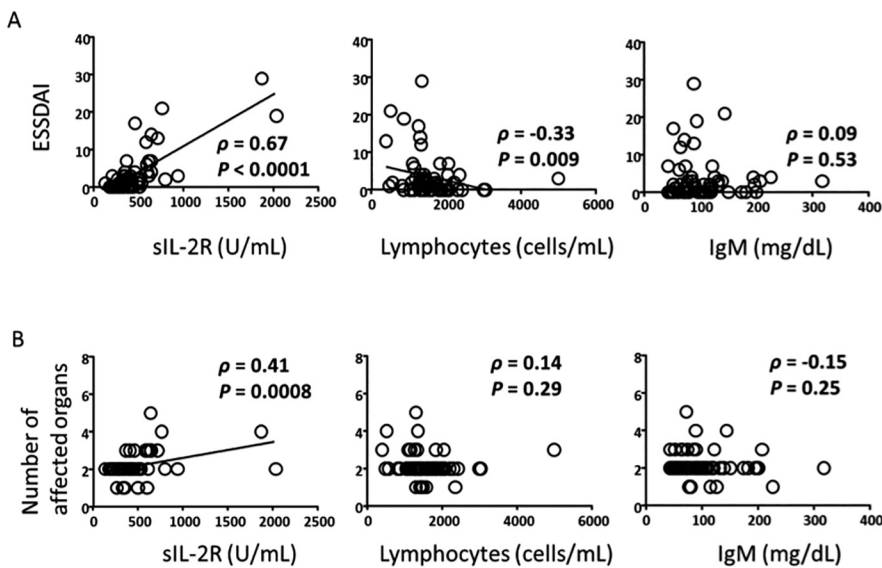 A
ESSDAI
40
30
20
10
0
0 500 1000 1500 2000 2500
sIL-2R (U/mL)
ρ = 0.67
P < 0.0001
40
30
20
10
0
0 2000 4000 6000
Lymphocytes (cells/mL)
ρ = -0.33
P = 0.009
40
30
20
10
0
0 100 200 300 400
IgM (mg/dL)
ρ = 0.09
P = 0.53
B
Number of
affected organs
8
6
4
2
0
0 500 1000 1500 2000 2500
sIL-2R (U/mL)
ρ = 0.41
P = 0.0008
8
6
4
2
0
0 2000 4000 6000
Lymphocytes (cells/mL)
ρ = 0.14
P = 0.29
8
6
4
2
0
0 100 200 300 400
IgM (mg/dL)
ρ = -0.15
P = 0.25